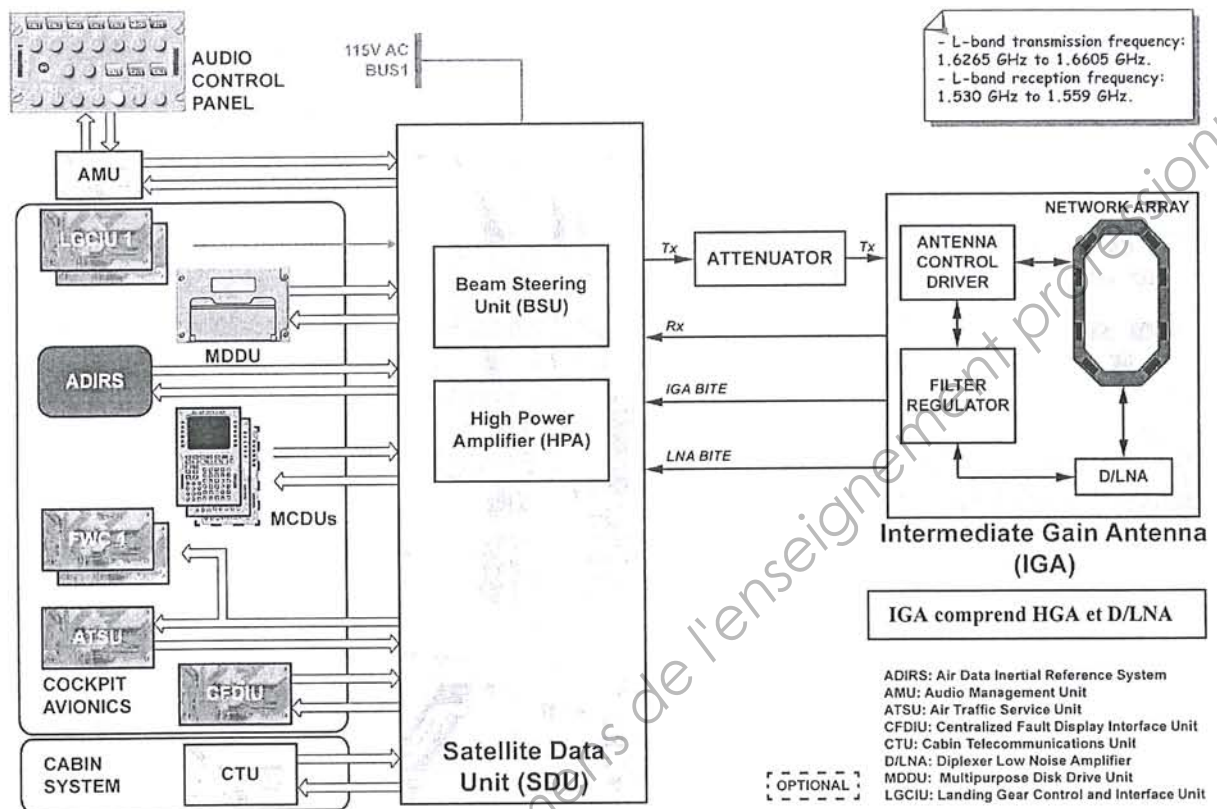 AUDIO
CONTROL
PANEL
115V AC
BUS1
- L-band transmission frequency:
1.6265 GHz to 1.6605 GHz.
- L-band reception frequency:
1.530 GHz to 1.559 GHz.
AMU
LGCIU 1
MDDU
ADIRS
MCDUs
FWC 1
ATSU
COCKPIT
AVIONICS
CFDIU
CABIN
SYSTEM
CTU
Beam Steering
Unit (BSU)
High Power
Amplifier (HPA)
Satellite Data
Unit (SDU)
Tx
ATTENUATOR
Tx
Rx
IGA BITE
LNA BITE
NETWORK ARRAY
ANTENNA
CONTROL
DRIVER
FILTER
REGULATOR
D/LNA
Intermediate Gain Antenna
(IGA)
IGA comprend HGA et D/LNA
OPTIONAL
ADIRS: Air Data Inertial Reference System
AMU: Audio Management Unit
ATSU: Air Traffic Service Unit
CFDIU: Centralized Fault Display Interface Unit
CTU: Cabin Telecommunications Unit
D/LNA: Diplexer Low Noise Amplifier
MDDU: Multipurpose Disk Drive Unit
LGCIU: Landing Gear Control and Interface Unit
ens de l'enseignement profession